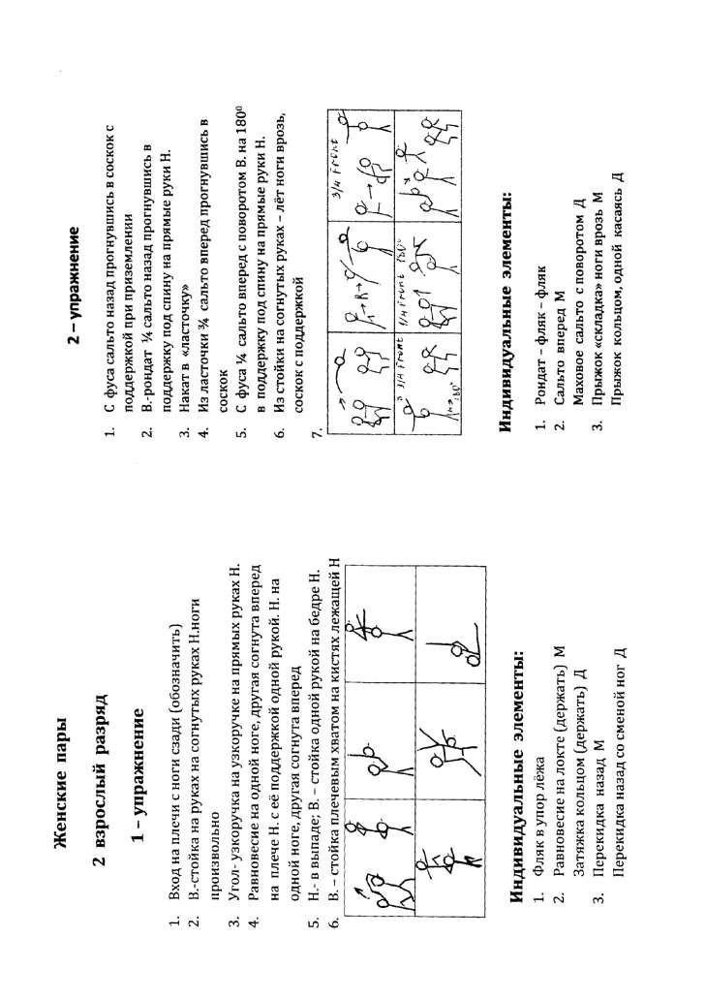 Женские пары
2 взрослый разряд
1 – упражнение
1. Вход на плечи с ноги сзади (обозначить)
2. В.-стойка на руках на согнутых руках Н.ноги
произвольно
3. Угол- узкоручка на узкоручке на прямых руках Н.
4. Равновесие на одной ноге, другая согнута вперед
на плече Н. с её поддержкой одной рукой. Н. на
одной ноге, другая согнута вперед
5. Н.- в выпаде; В. – стойка одной рукой на бедре Н.
6. В. – стойка плечевым хватом на кистях лежащей Н
Индивидуальные элементы:
1. Фляк в упор лёжа
2. Равновесие на локте (держать) М
Затяжка кольцом (держать) Д
3. Перекидка назад М
Перекидка назад со сменой ног Д
2 – упражнение
1. С фуса сальто назад прогнувшись в соскок с
поддержкой при приземлении
2. В.-рондат ¼ сальто назад прогнувшись в
поддержку под спину на прямые руки Н.
3. Накат в «ласточку»
4. Из ласточки ¾ сальто вперед прогнувшись в
соскок
5. С фуса ¼ сальто вперед с поворотом В. на 180⁰
в поддержку под спину на прямые руки Н.
6. Из стойки на согнутых руках – лёт ноги врозь,
соскок с поддержкой
7.
3/4 Front
3/4 Front
1/4 Front 180°
180°
Индивидуальные элементы:
1. Рондат – фляк – фляк
2. Сальто вперед М
Маховое сальто с поворотом Д
3. Прыжок «складка» ноги врозь М
Прыжок кольцом, одной касаясь Д